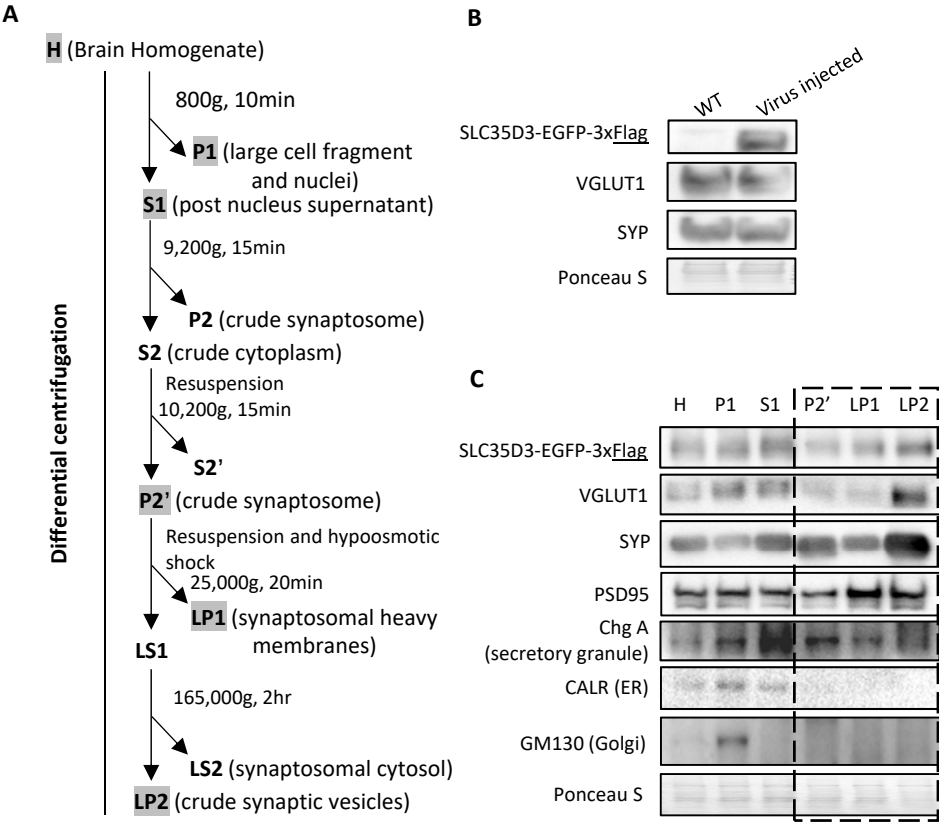 A
H (Brain Homogenate)
800g, 10min
P1 (large cell fragment
and nuclei)
S1 (post nucleus supernatant)
9,200g, 15min
P2 (crude synaptosome)
S2 (crude cytoplasm)
Resuspension
10,200g, 15min
S2'
P2' (crude synaptosome)
Resuspension and hypoosmotic
shock
25,000g, 20min
LP1 (synaptosomal heavy
membranes)
LS1
165,000g, 2hr
LS2 (synaptosomal cytosol)
LP2 (crude synaptic vesicles)
Differential centrifugation
B
WT Virus injected
SLC35D3-EGFP-3xFlag
VGLUT1
SYP
Ponceau S
C
H P1 S1 P2' LP1 LP2
SLC35D3-EGFP-3xFlag
VGLUT1
SYP
PSD95
Chg A
(secretory granule)
CALR (ER)
GM130 (Golgi)
Ponceau S